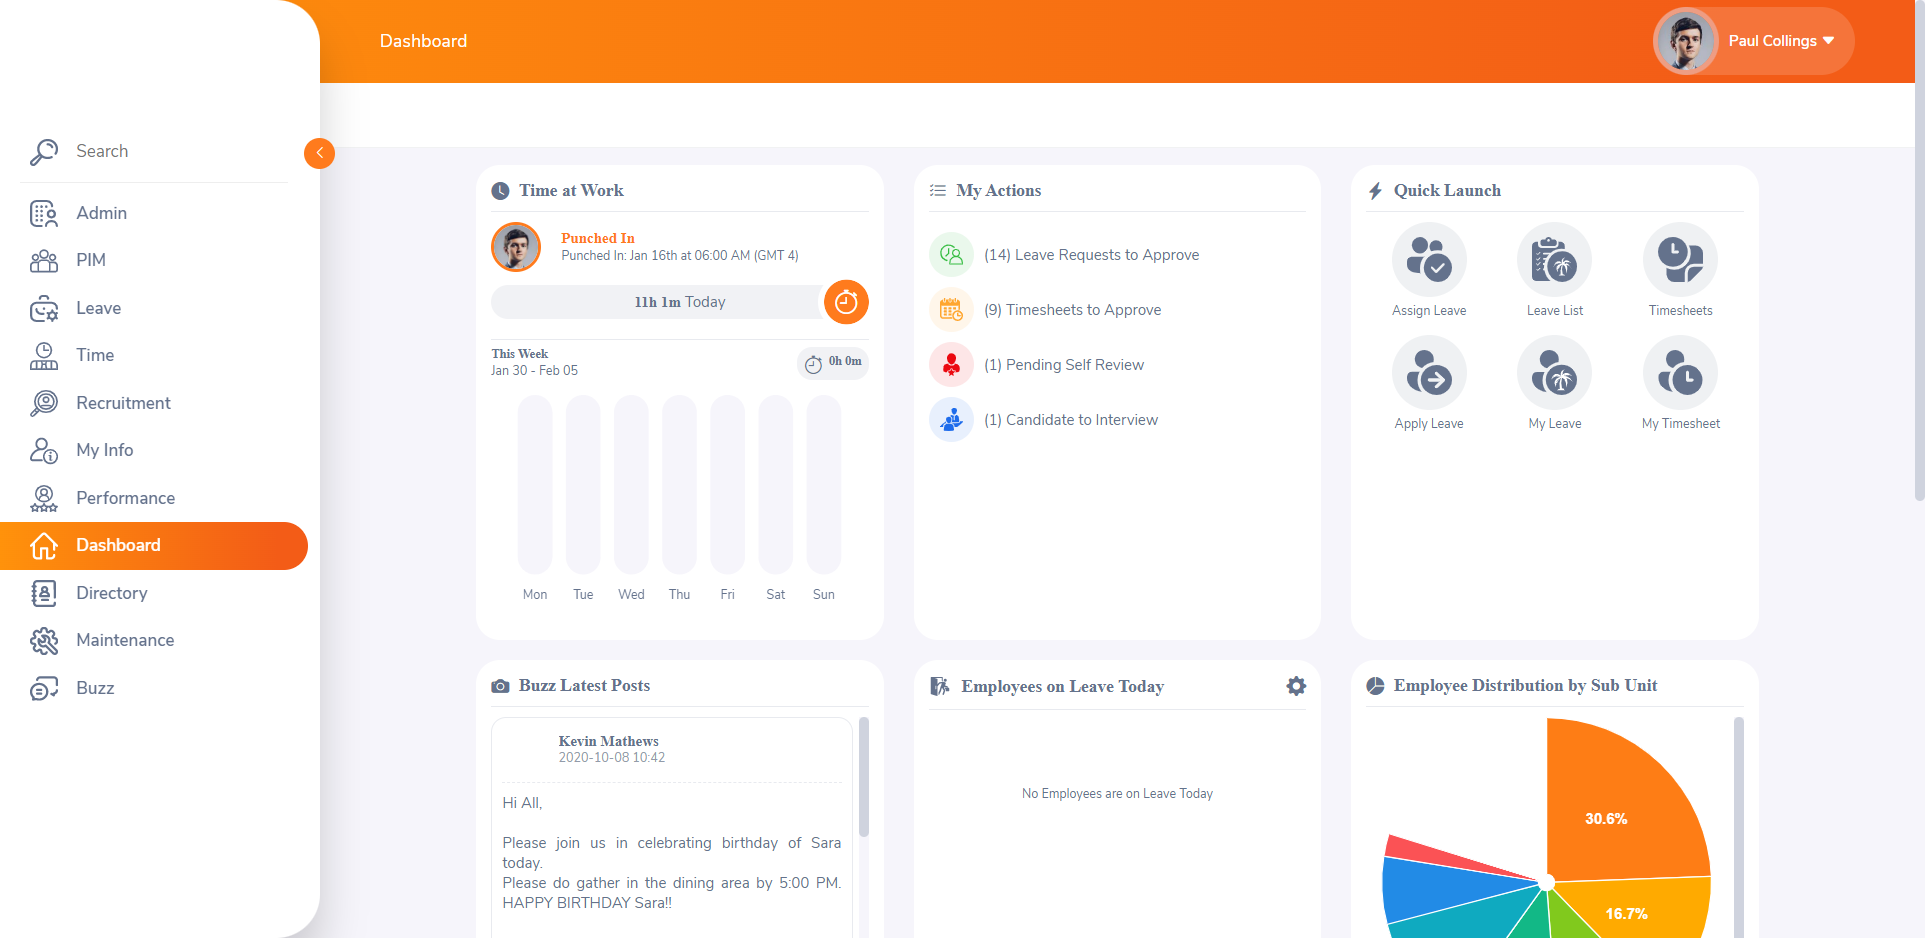 Dashboard
Paul Collings
Search
Admin
PIM
Leave
Time
Recruitment
My Info
Performance
Dashboard
Directory
Maintenance
Buzz
Time at Work
Punched In
Punched In: Jan 16th at 06:00 AM (GMT 4)
11h 1m Today
This Week
Jan 30 - Feb 05
0h 0m
Mon Tue Wed Thu Fri Sat Sun
My Actions
(14) Leave Requests to Approve
(9) Timesheets to Approve
(1) Pending Self Review
(1) Candidate to Interview
Quick Launch
Assign Leave
Leave List
Timesheets
Apply Leave
My Leave
My Timesheet
Buzz Latest Posts
Kevin Mathews
2020-10-08 10:42
Hi All,
Please join us in celebrating birthday of Sara
today.
Please do gather in the dining area by 5:00 PM.
HAPPY BIRTHDAY Sara!!
Employees on Leave Today
No Employees are on Leave Today
Employee Distribution by Sub Unit
30.6%
16.7%